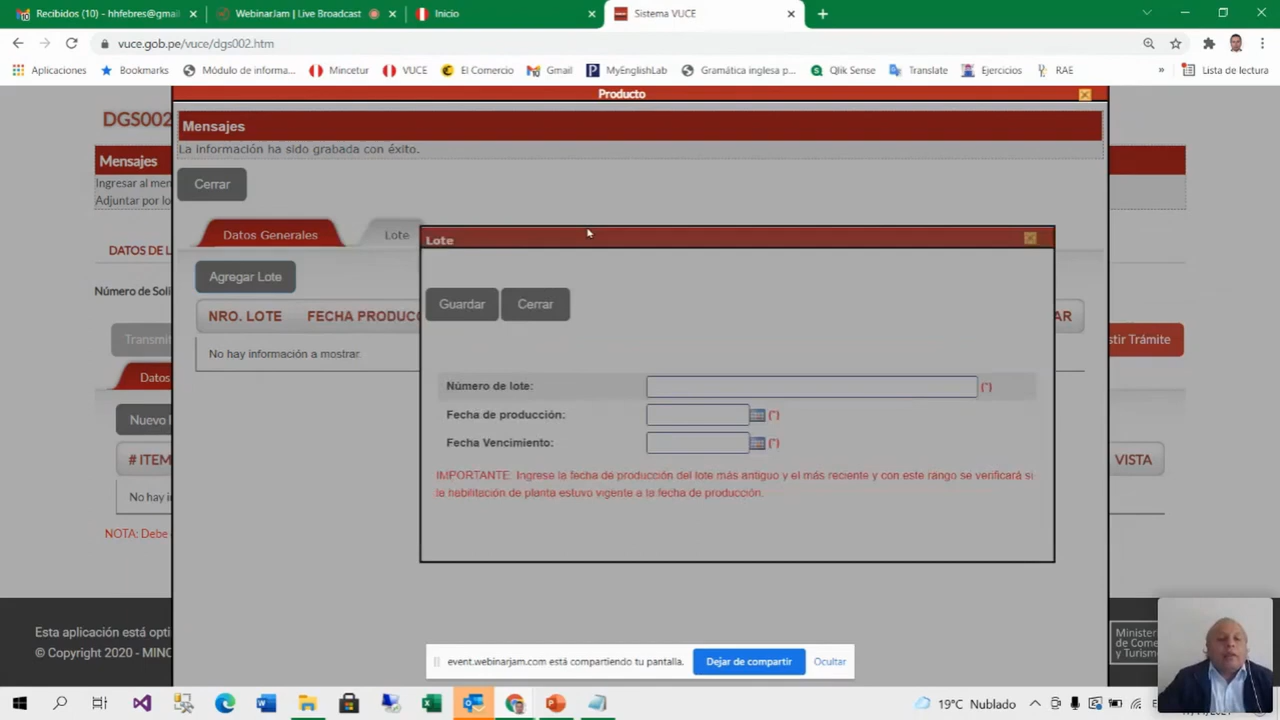 Recibidos (10) - hhfebres@gmail
WebinarJam | Live Broadcast
Inicio
Sistema VUCE
vuce.gob.pe/vuce/dgs002.htm
Aplicaciones
Bookmarks
Módulo de informa...
Mincetur
VUCE
El Comercio
Gmail
MyEnglishLab
Gramática inglesa p...
Qlik Sense
Translate
Ejercicios
RAE
»
Lista de lectura
Producto
DGS002
Mensajes
Mensajes
La información ha sido grabada con éxito.
Ingresar al men
Adjuntar por lo
Cerrar
Datos Generales
Lote
Lote
DATOS DE L
Agregar Lote
Número de Soli
Guardar
Cerrar
NRO. LOTE
FECHA PRODUCC
AR
Transmit
stir Trámite
No hay información a mostrar.
Datos
Número de lote:
(*)
Fecha de producción:
(*)
Nuevo I
Fecha Vencimiento:
(*)
# ITEM
VISTA
IMPORTANTE: Ingrese la fecha de producción del lote más antiguo y el más reciente y con este rango se verificará si
la habilitación de planta estuvo vigente a la fecha de producción.
No hay i
NOTA: Debe
Esta aplicación está opti
© Copyright 2020 - MINC
Minister
de Come
y Turism
event.webinarjam.com está compartiendo tu pantalla.
Dejar de compartir
Ocultar
19°C Nublado